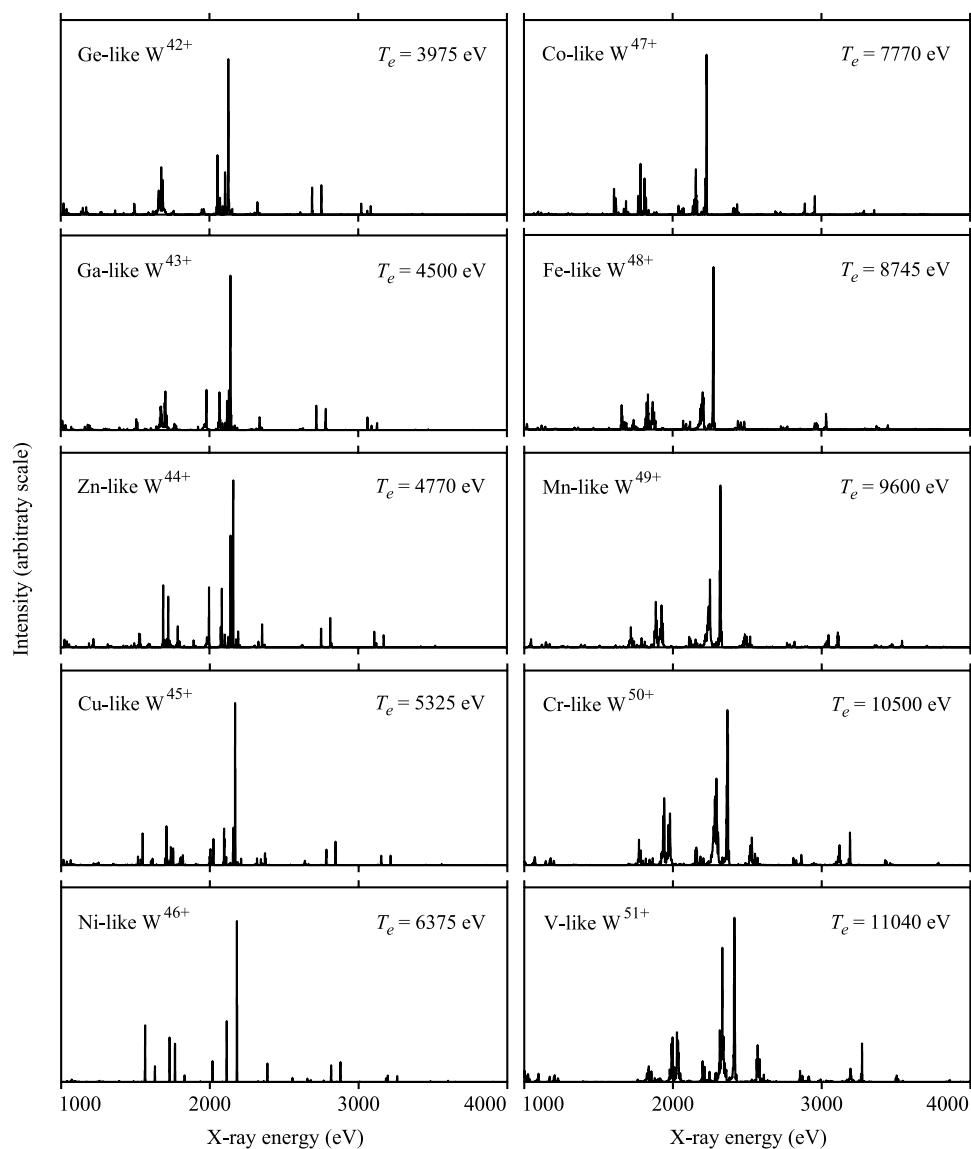 Ge-like W42+ Te = 3975 eV
Co-like W47+ Te = 7770 eV
Ga-like W43+ Te = 4500 eV
Fe-like W48+ Te = 8745 eV
Zn-like W44+ Te = 4770 eV
Mn-like W49+ Te = 9600 eV
Cu-like W45+ Te = 5325 eV
Cr-like W50+ Te = 10500 eV
Ni-like W46+ Te = 6375 eV
V-like W51+ Te = 11040 eV
Intensity (arbitraty scale)
1000 2000 3000 4000
1000 2000 3000 4000
X-ray energy (eV)
X-ray energy (eV)